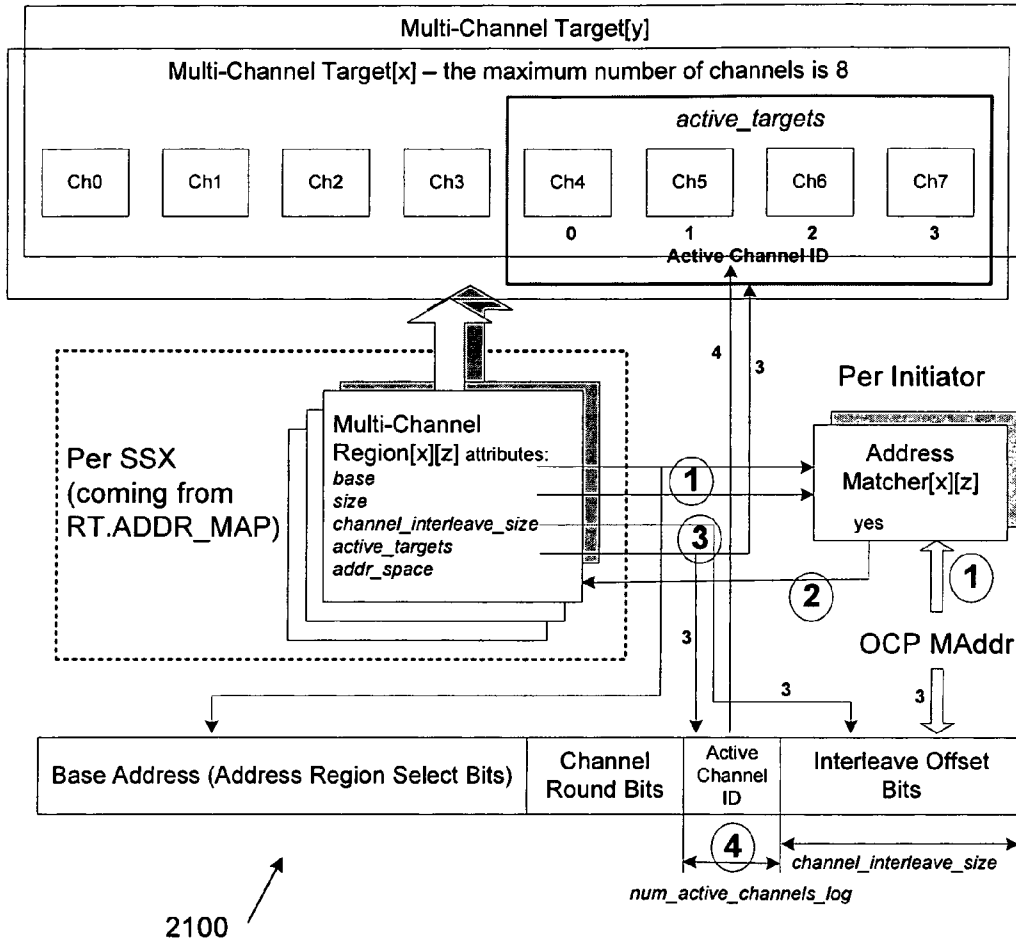 Multi-Channel Target[y]
Multi-Channel Target[x] – the maximum number of channels is 8
active_targets
Ch0 Ch1 Ch2 Ch3 Ch4 Ch5 Ch6 Ch7
0 1 2 3
Active Channel ID
4
3
Per Initiator
Per SSX
(coming from
RT.ADDR_MAP)
Multi-Channel
Region[x][z] attributes:
base
size
channel_interleave_size
active_targets
addr_space
1
3
2
Address
Matcher[x][z]
yes
1
OCP MAddr
3
3
3
Base Address (Address Region Select Bits)
Channel
Round Bits
Active
Channel
ID
Interleave Offset
Bits
4
channel_interleave_size
num_active_channels_log
2100